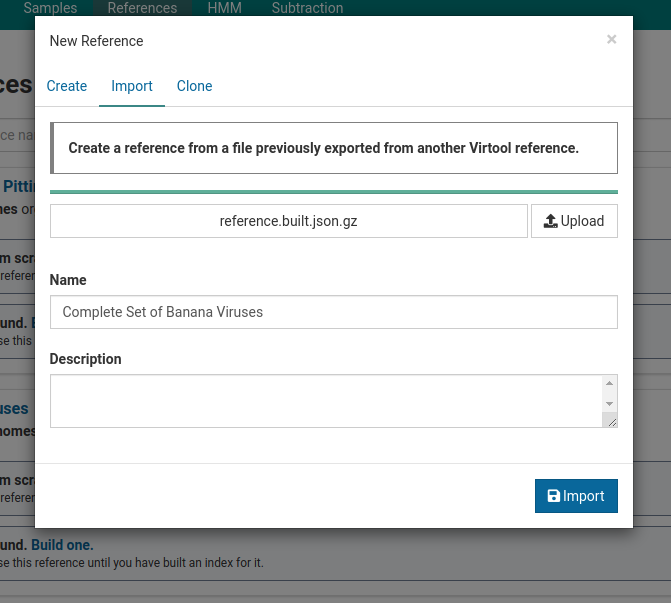 Samples References HMM Subtraction
New Reference ×
ces
Create Import Clone
ce na
Create a reference from a file previously exported from another Virtool reference.
Pitti
nes or
reference.built.json.gz Upload
m scr
refere
Name
Complete Set of Banana Viruses
und.
se this
Description
uses
nomes
m scr
refere
Import
und. Build one.
se this reference until you have built an index for it.